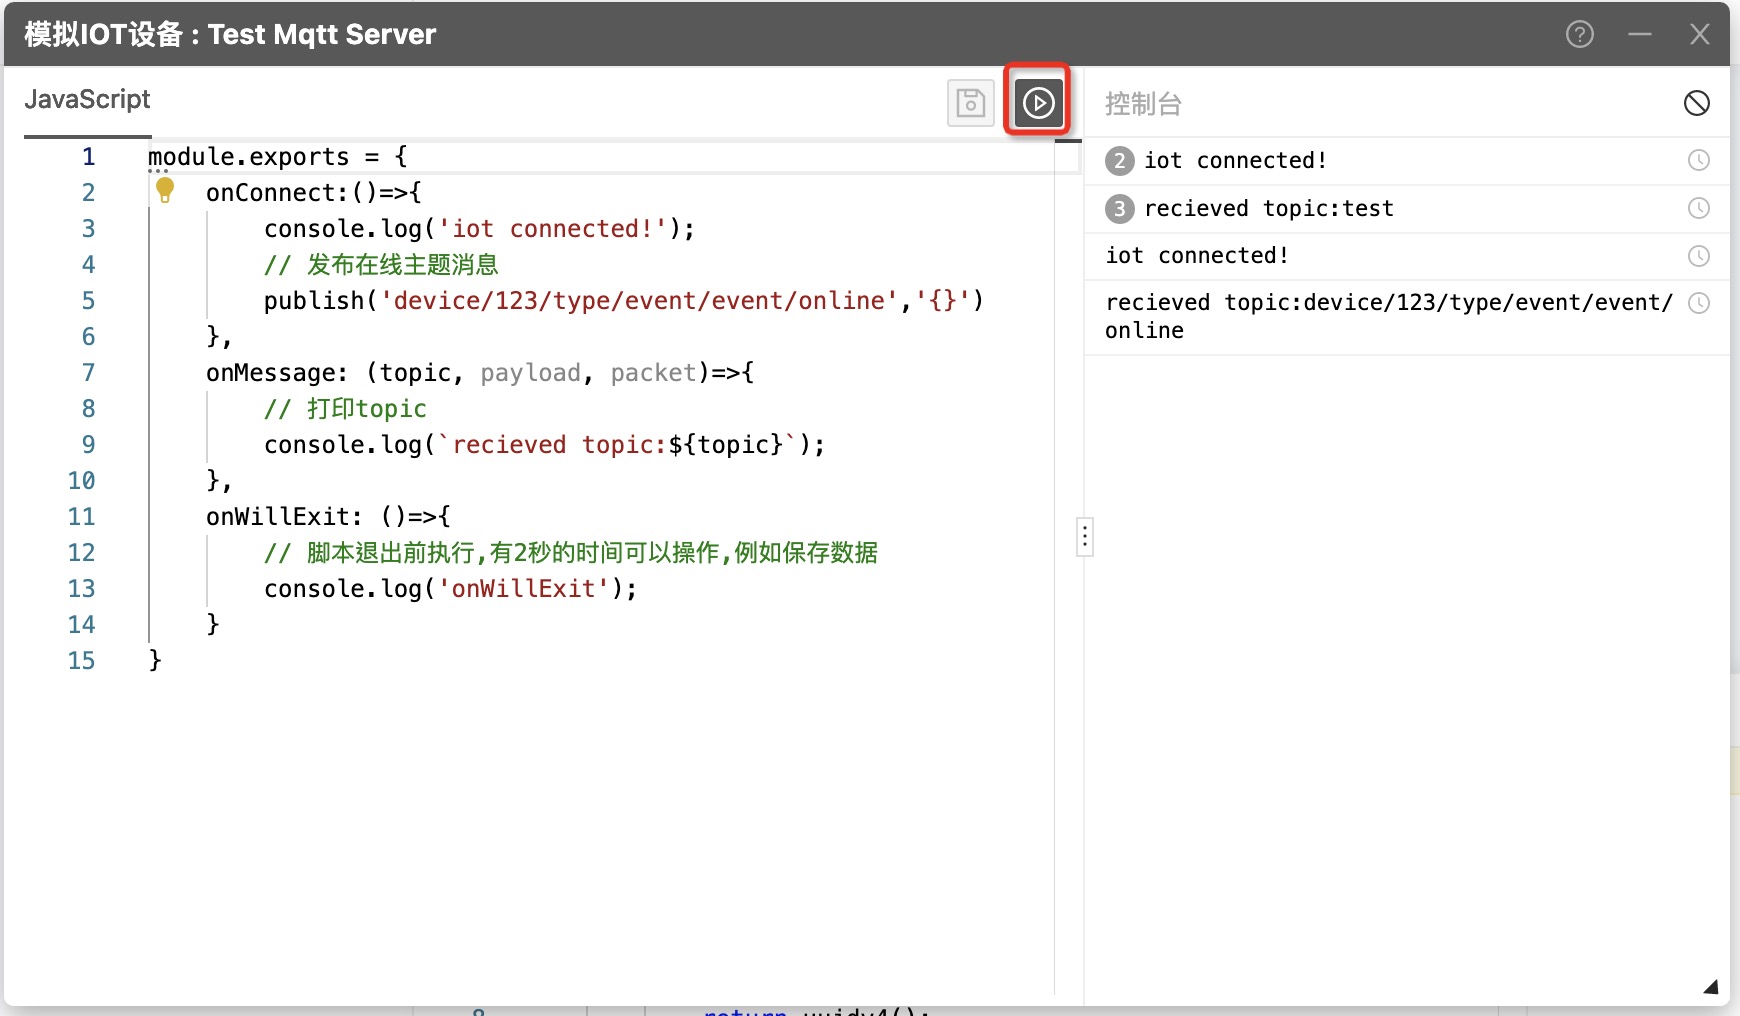 模拟IOT设备 : Test Mqtt Server
JavaScript
1 module.exports = {
2 onConnect:()=>{
3 console.log('iot connected!');
4 // 发布在线主题消息
5 publish('device/123/type/event/event/online','{}')
6 },
7 onMessage: (topic, payload, packet)=>{
8 // 打印topic
9 console.log(`recieved topic:${topic}`);
10 },
11 onWillExit: ()=>{
12 // 脚本退出前执行,有2秒的时间可以操作,例如保存数据
13 console.log('onWillExit');
14 }
15 }
控制台
2 iot connected!
3 recieved topic:test
iot connected!
recieved topic:device/123/type/event/event/
online
8 return uuidv4();